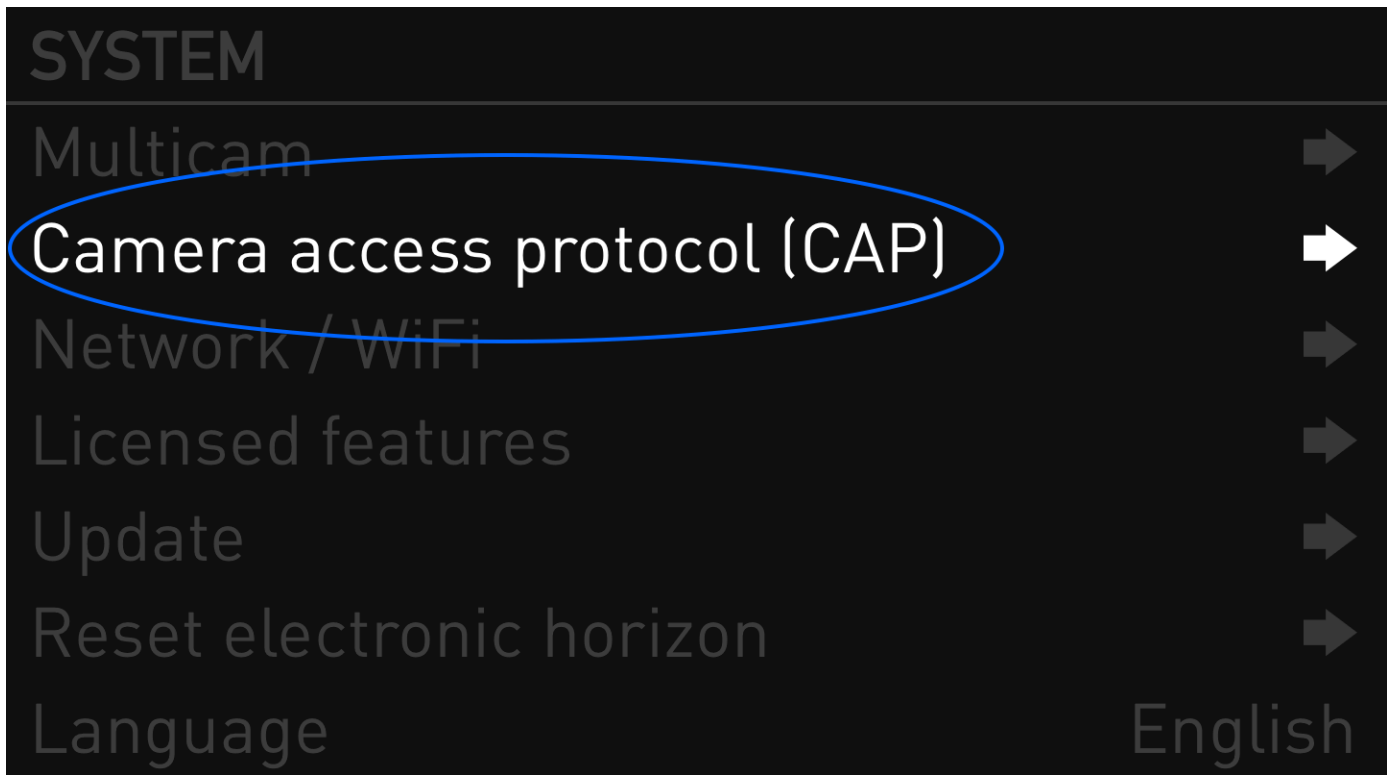 SYSTEM
Multicam
Camera access protocol (CAP)
Network / WiFi
Licensed features
Update
Reset electronic horizon
Language English